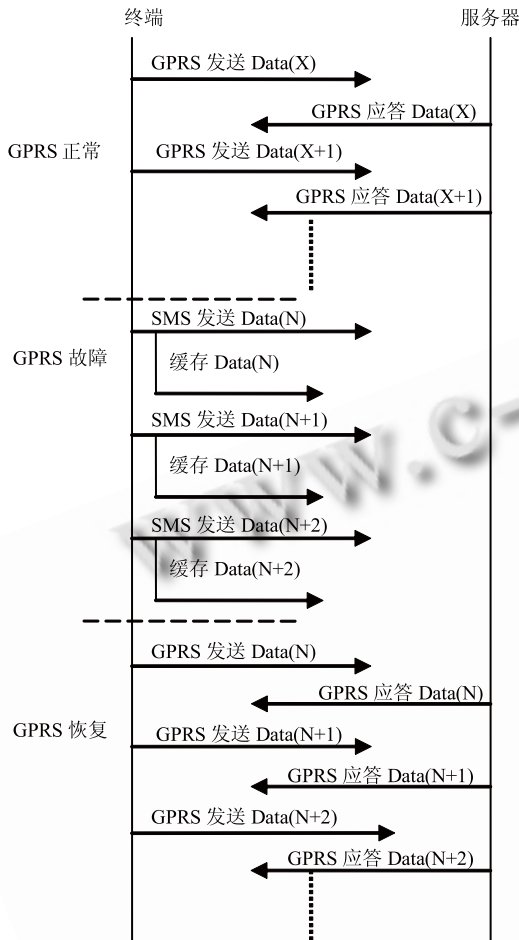 终端
服务器
GPRS 发送 Data(X)
GPRS 应答 Data(X)
GPRS 正常
GPRS 发送 Data(X+1)
GPRS 应答 Data(X+1)
SMS 发送 Data(N)
GPRS 故障
缓存 Data(N)
SMS 发送 Data(N+1)
缓存 Data(N+1)
SMS 发送 Data(N+2)
缓存 Data(N+2)
GPRS 发送 Data(N)
GPRS 应答 Data(N)
GPRS 恢复
GPRS 发送 Data(N+1)
GPRS 应答 Data(N+1)
GPRS 发送 Data(N+2)
GPRS 应答 Data(N+2)
www.c-